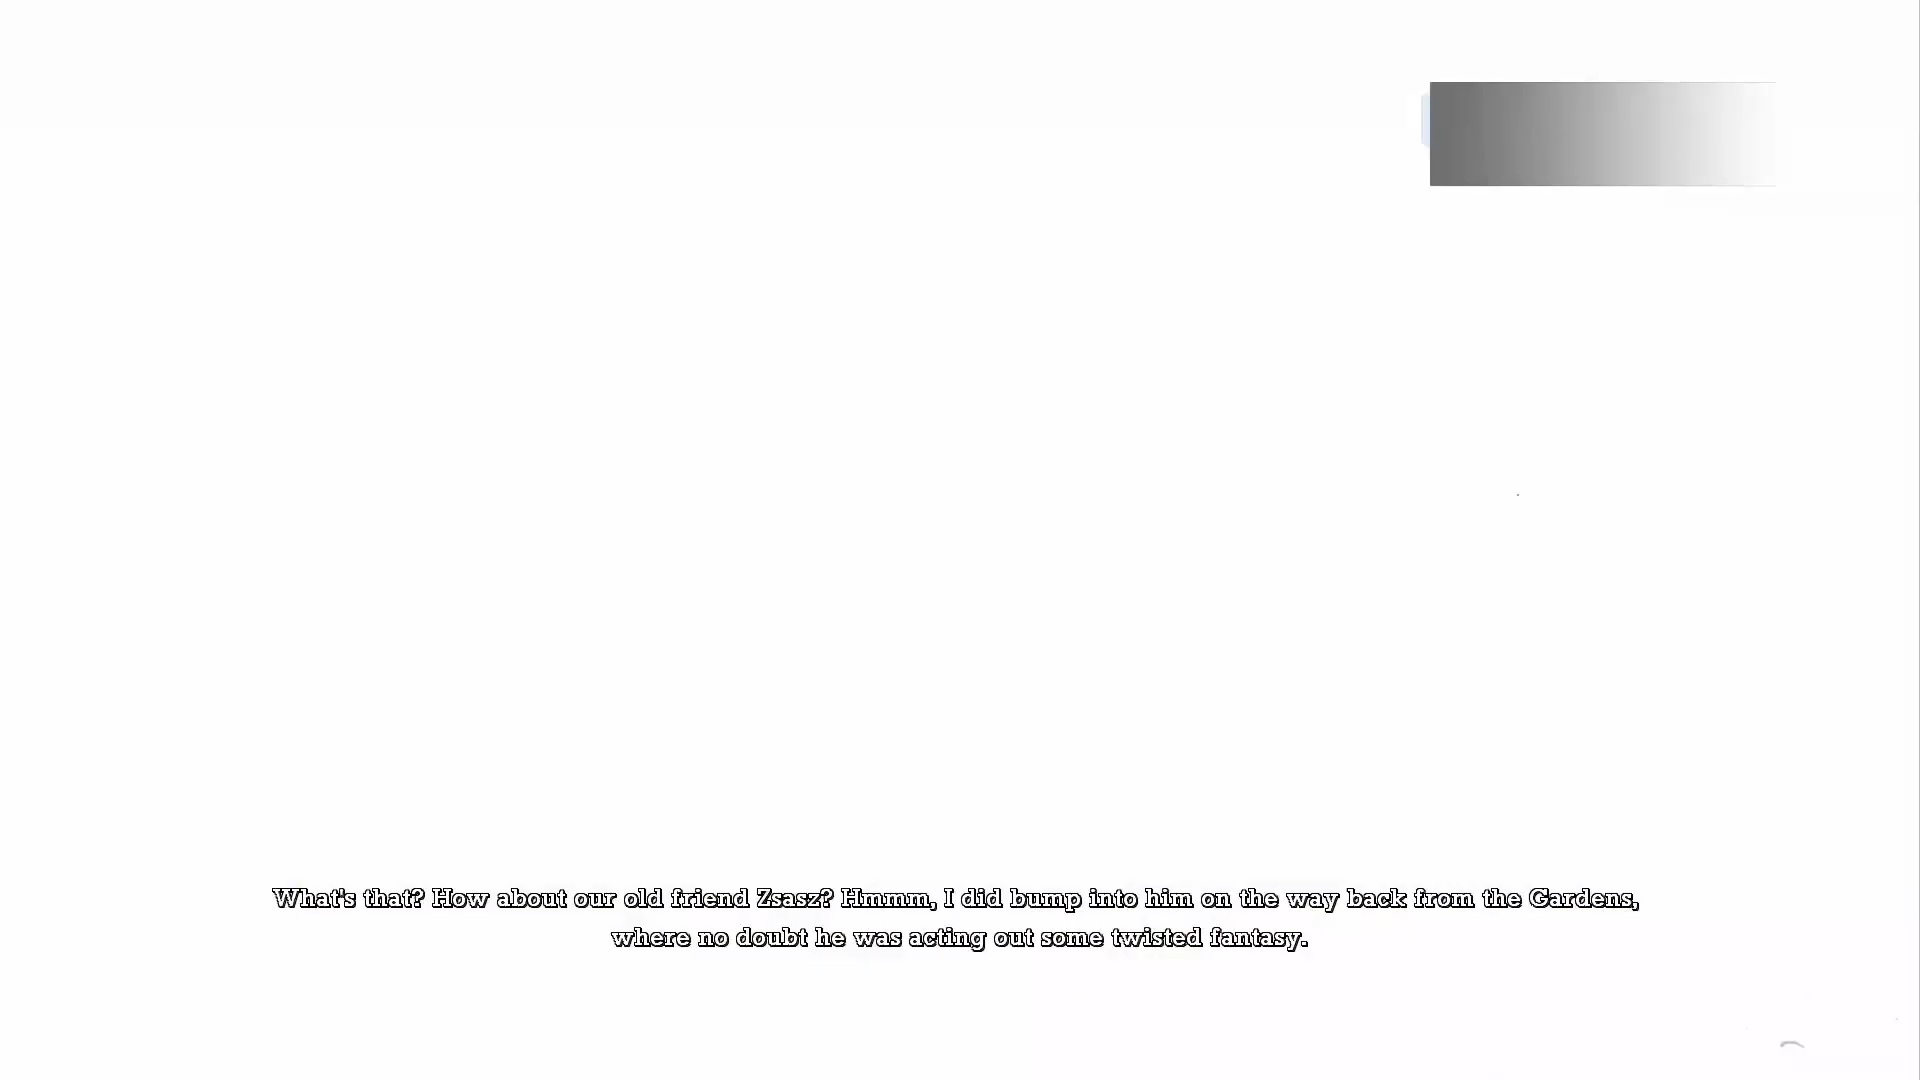 What's that? How about our old friend Zsasz? Hmmm, I did bump into him on the way back from the Gardens,
where no doubt he was acting out some twisted fantasy.